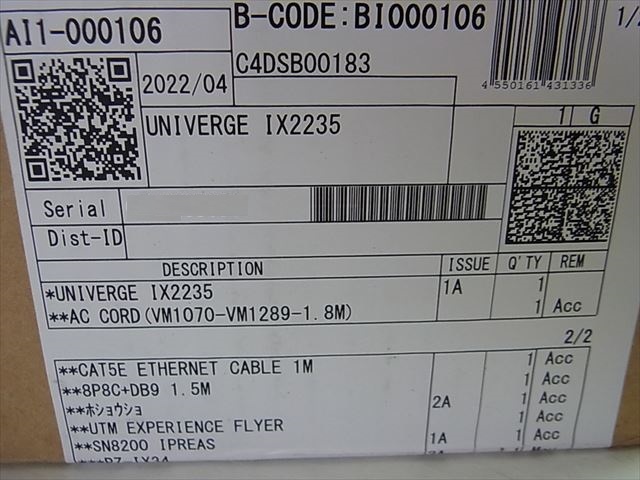 AI1-000106
B-CODE:BI000106
1/2
2022/04
C4DSB00183
4 550161 431336
UNIVERGE IX2235
1 G
Serial
Dist-ID
DESCRIPTION ISSUE Q'TY REM
*UNIVERGE IX2235 1A 1
**AC CORD(VM1070-VM1289-1.8M) 1 Acc
2/2
**CAT5E ETHERNET CABLE 1M 1 Acc
**8P8C+DB9 1.5M 1 Acc
**ホショウショ 2A 1 Acc
**UTM EXPERIENCE FLYER 1 Acc
**SN8200 IPREAS 1A 1 Acc